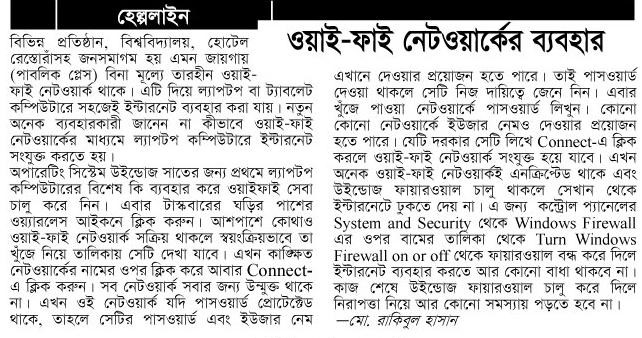 হেল্পলাইন
ওয়াই-ফাই নেটওয়ার্কের ব্যবহার
বিভিন্ন প্রতিষ্ঠান, বিশ্ববিদ্যালয়, হোটেল
রেস্তোরাঁসহ জনসমাগম হয় এমন জায়গায়
(পাবলিক প্লেস) বিনা মূল্যে তারহীন ওয়াই-
ফাই নেটওয়ার্ক থাকে। এটি দিয়ে ল্যাপটপ বা ট্যাবলেট
কম্পিউটারে সহজেই ইন্টারনেট ব্যবহার করা যায়। নতুন
অনেক ব্যবহারকারী জানেন না কীভাবে ওয়াই-ফাই
নেটওয়ার্কের মাধ্যমে ল্যাপটপ কম্পিউটারে ইন্টারনেট
সংযুক্ত করতে হয়।
অপারেটিং সিস্টেম উইন্ডোজ সাতের জন্য প্রথমে ল্যাপটপ
কম্পিউটারের বিশেষ কি ব্যবহার করে ওয়াইফাই সেবা
চালু করে নিন। এবার টাস্কবারের ঘড়ির পাশের
ওয়্যারলেস আইকনে ক্লিক করুন। আশপাশে কোথাও
ওয়াই-ফাই নেটওয়ার্ক সক্রিয় থাকলে স্বয়ংক্রিয়ভাবে তা
খুঁজে নিয়ে তালিকায় সেটি দেখা যাবে। এখন কাঙ্ক্ষিত
নেটওয়ার্কের নামের ওপর ক্লিক করে আবার Connect-
এ ক্লিক করুন। সব নেটওয়ার্ক সবার জন্য উন্মুক্ত থাকে
না। এখন ওই নেটওয়ার্ক যদি পাসওয়ার্ড প্রোটেক্টেড
থাকে, তাহলে সেটির পাসওয়ার্ড এবং ইউজার নেম
এখানে দেওয়ার প্রয়োজন হতে পারে। তাই পাসওয়ার্ড
দেওয়া থাকলে সেটি নিজ দায়িত্বে জেনে নিন। এবার
খুঁজে পাওয়া নেটওয়ার্কে পাসওয়ার্ড লিখুন। কোনো
কোনো নেটওয়ার্কে ইউজার নেমও দেওয়ার প্রয়োজন
হতে পারে। যেটি দরকার সেটি লিখে Connect-এ ক্লিক
করলে ওয়াই-ফাই নেটওয়ার্ক সংযুক্ত হয়ে যাবে। এখন
অনেক ওয়াই-ফাই নেটওয়ার্কই এনক্রিপ্টেড থাকে এবং
উইন্ডোজ ফায়ারওয়াল চালু থাকলে সেখান থেকে
ইন্টারনেটে ঢুকতে দেয় না। এ জন্য কন্ট্রোল প্যানেলের
System and Security থেকে Windows Firewall
এর ওপর বামের তালিকা থেকে Turn Windows
Firewall on or off থেকে ফায়ারওয়াল বন্ধ করে দিলে
ইন্টারনেট ব্যবহার করতে আর কোনো বাধা থাকবে না।
কাজ শেষে উইন্ডোজ ফায়ারওয়াল চালু করে দিলে
নিরাপত্তা নিয়ে আর কোনো সমস্যায় পড়তে হবে না।
—মো. রাকিবুল হাসান